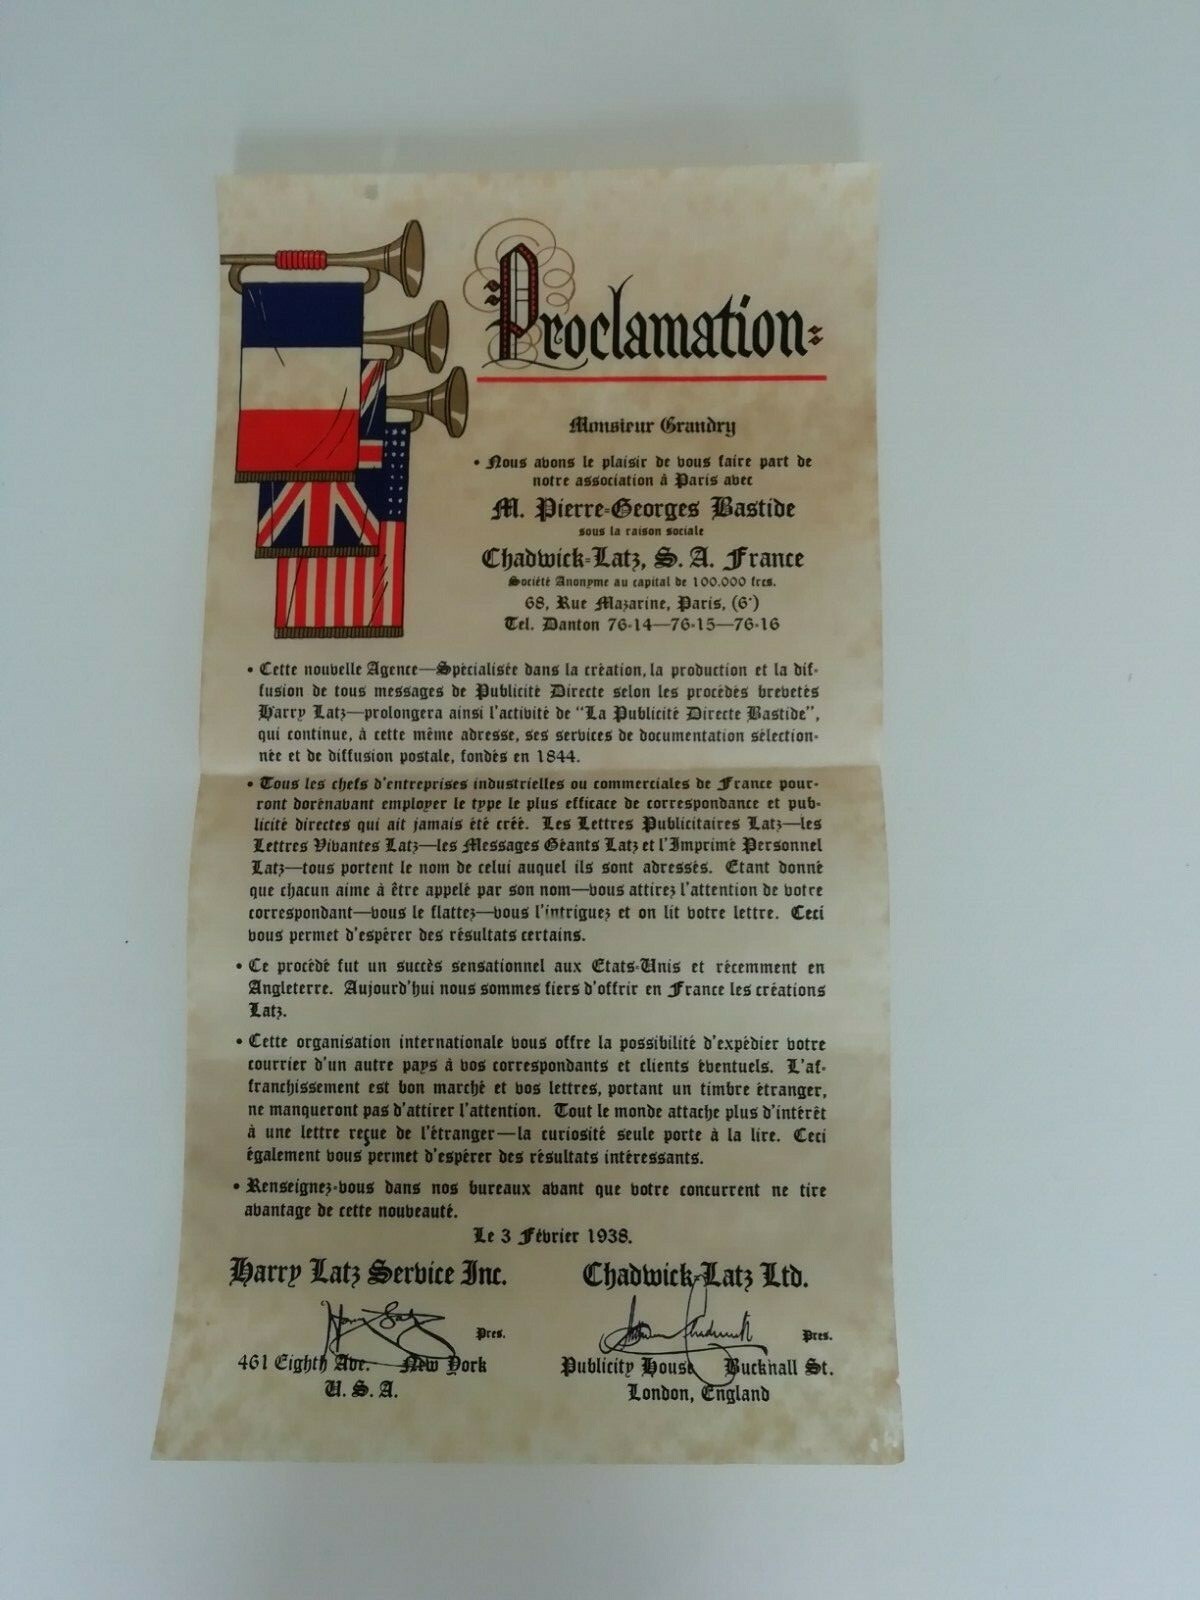 Proclamation:
Monsieur Grandry
• Nous avons le plaisir de vous faire part de
notre association à Paris avec
M. Pierre-Georges Bastide
sous la raison sociale
Chadwick-Latz, S. A. France
Société Anonyme au capital de 100.000 frcs.
68, Rue Mazarine, Paris, (6e)
Tel. Danton 76-14—76-15—76-16
• Cette nouvelle Agence—Spécialisée dans la création, la production et la dif-
fusion de tous messages de Publicité Directe selon les procédés brevetés
Harry Latz—prolongera ainsi l'activité de "La Publicité Directe Bastide",
qui continue, à cette même adresse, ses services de documentation sélection-
née et de diffusion postale, fondés en 1844.
• Tous les chefs d'entreprises industrielles ou commerciales de France pour-
ront dorénavant employer le type le plus efficace de correspondance et pub-
licité directes qui ait jamais été créé. Les Lettres Publicitaires Latz—les
Lettres Vivantes Latz—les Messages Géants Latz et l'Imprimé Personnel
Latz—tous portent le nom de celui auquel ils sont adressés. Etant donné
que chacun aime à être appelé par son nom—vous attirez l'attention de votre
correspondant—vous le flattez—vous l'intriguez et on lit votre lettre. Ceci
vous permet d'espérer des résultats certains.
• Ce procédé fut un succès sensationnel aux Etats-Unis et récemment en
Angleterre. Aujourd'hui nous sommes fiers d'offrir en France les créations
Latz.
• Cette organisation internationale vous offre la possibilité d'expédier votre
courrier d'un autre pays à vos correspondants et clients éventuels. L'af-
franchissement est bon marché et vos lettres, portant un timbre étranger,
ne manqueront pas d'attirer l'attention. Tout le monde attache plus d'intérêt
à une lettre reçue de l'étranger—la curiosité seule porte à la lire. Ceci
également vous permet d'espérer des résultats intéressants.
• Renseignez-vous dans nos bureaux avant que votre concurrent ne tire
avantage de cette nouveauté.
Le 3 Février 1938.
Harry Latz Service Inc.
Harry Latz Pres.
461 Eighth Ave. New York
U. S. A.
Chadwick-Latz Ltd.
Chadwick Pres.
Publicity House Bucknall St.
London, England